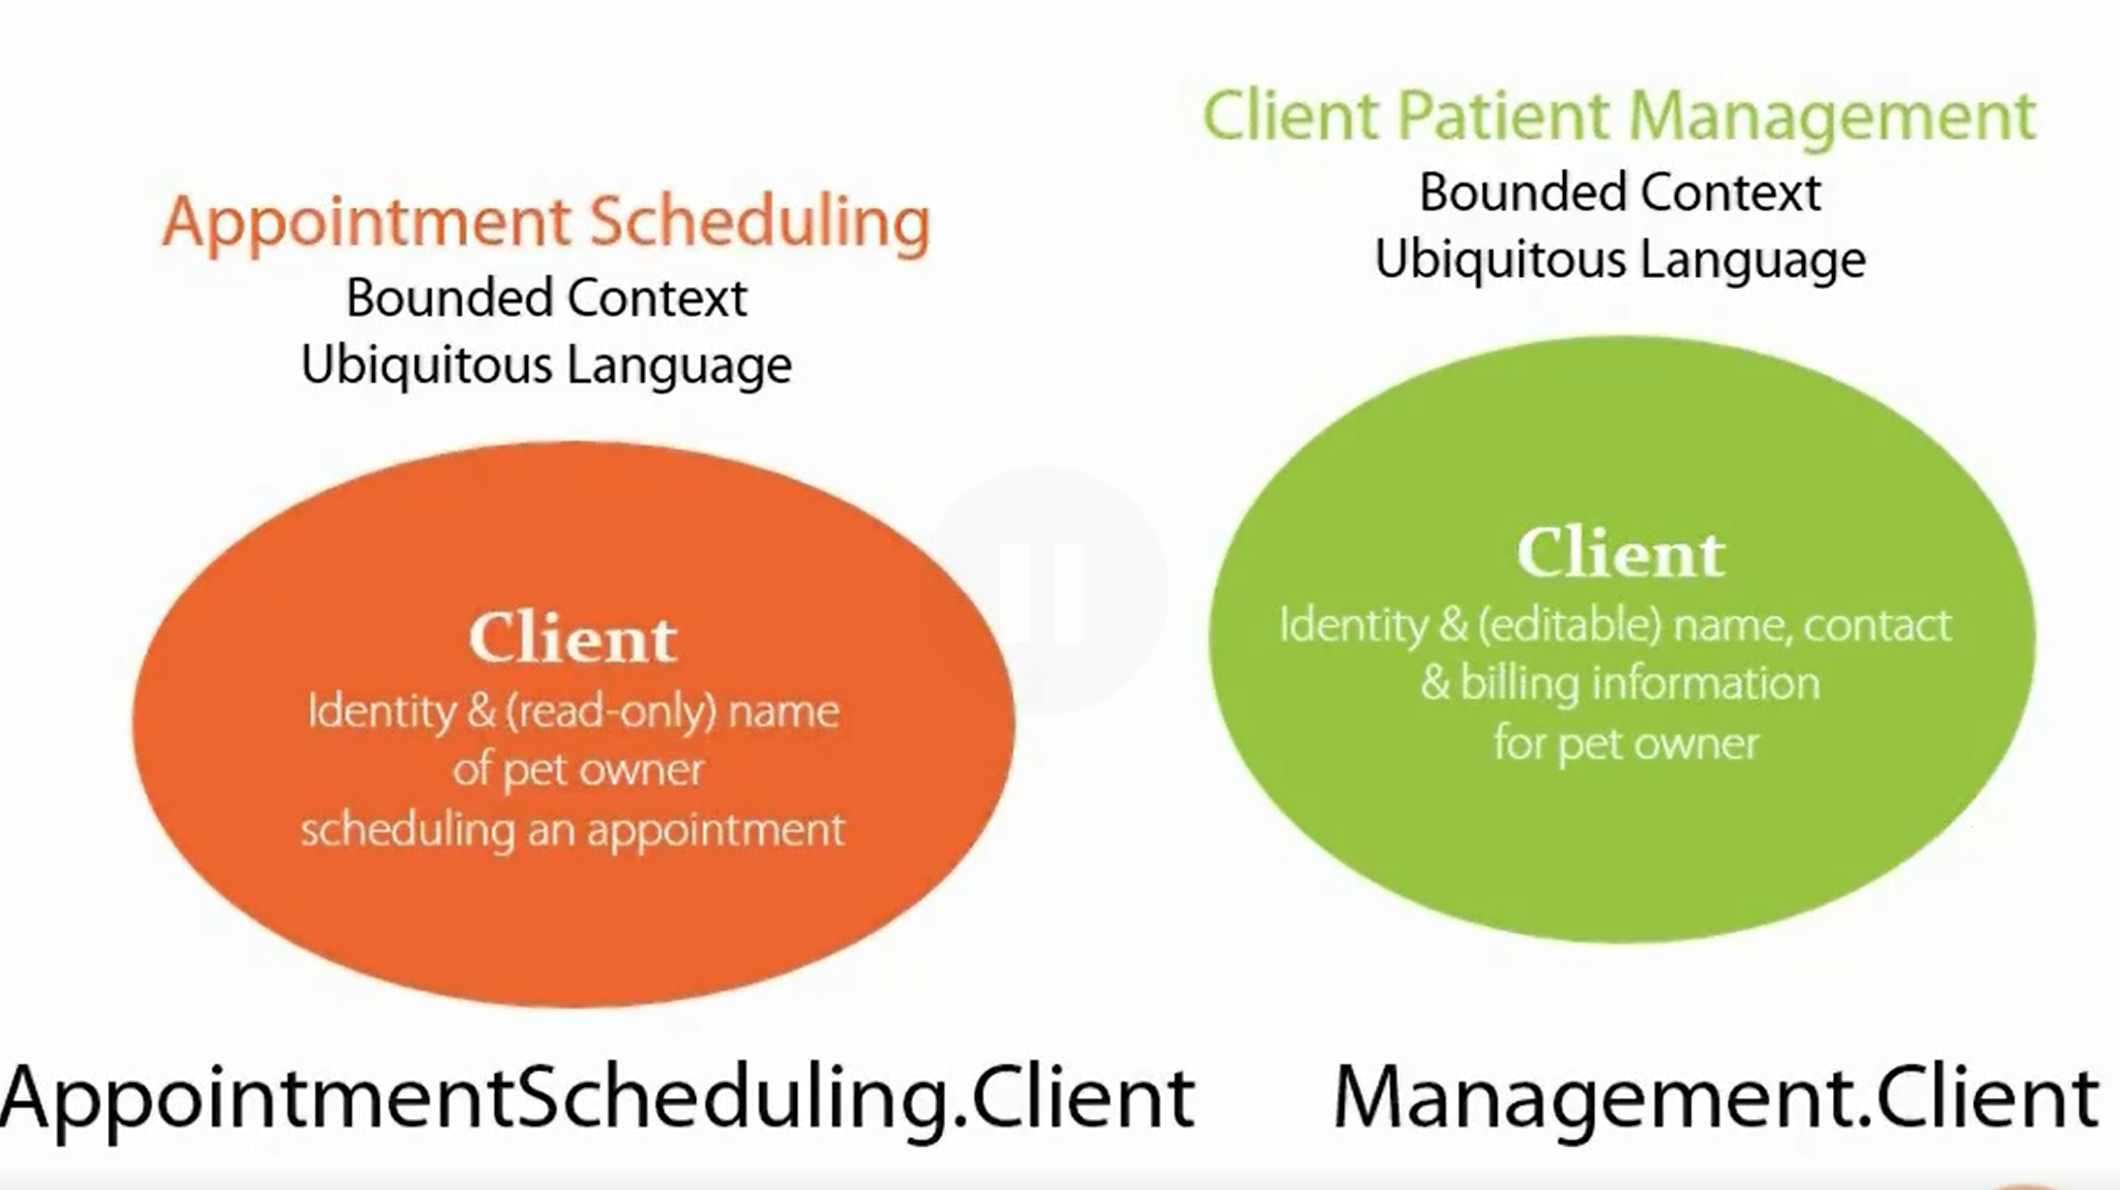 Appointment Scheduling
Bounded Context
Ubiquitous Language
Client
Identity & (read-only) name
of pet owner
scheduling an appointment
AppointmentScheduling.Client
Client Patient Management
Bounded Context
Ubiquitous Language
Client
Identity & (editable) name, contact
& billing information
for pet owner
Management.Client